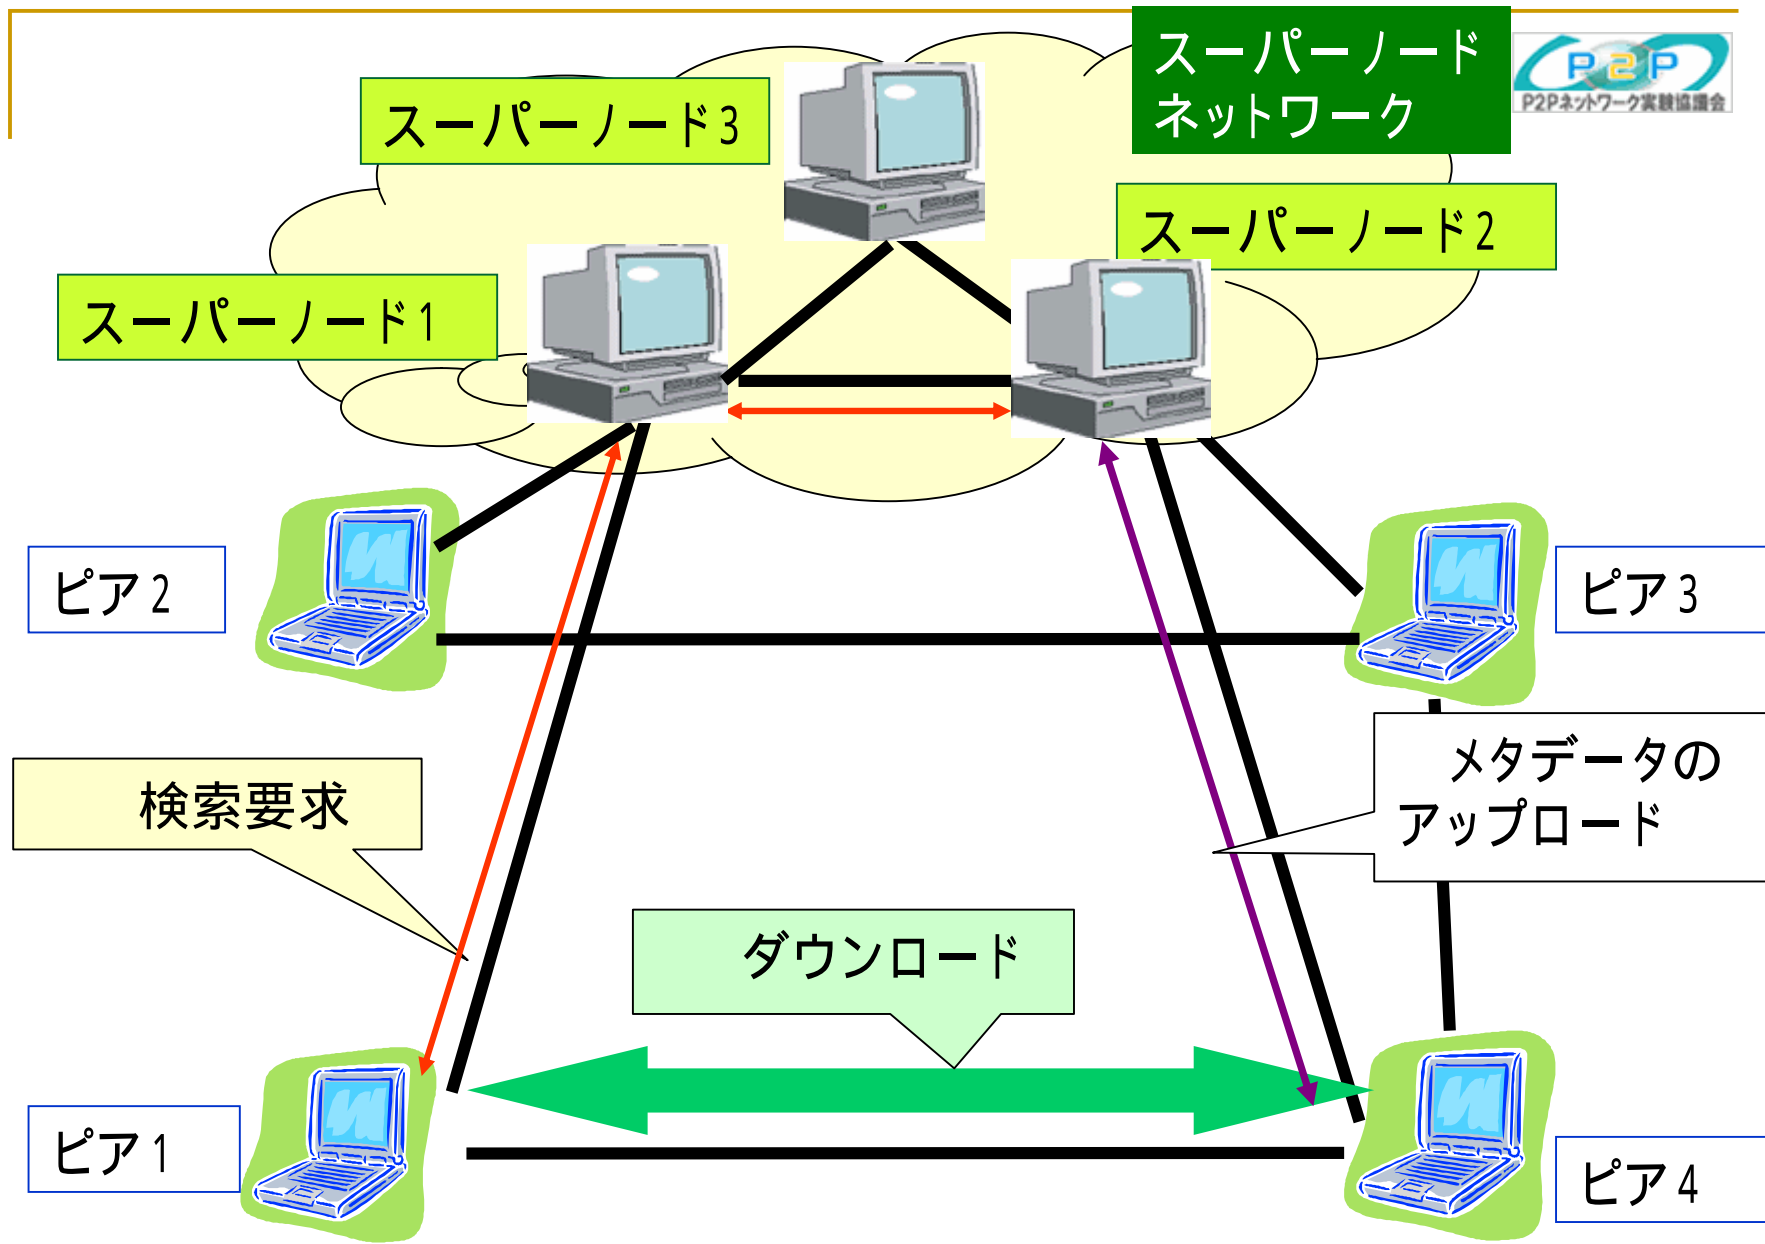 スーパーノード
ネットワーク
P2P
P2Pネットワーク実験協議会
スーパーノード3
スーパーノード2
スーパーノード1
ピア2
ピア3
メタデータの
アップロード
検索要求
ダウンロード
ピア1
ピア4